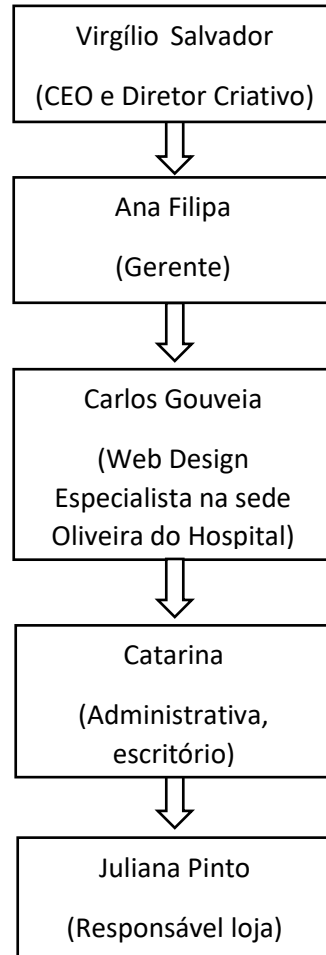 Virgílio Salvador
(CEO e Diretor Criativo)
Ana Filipa
(Gerente)
Carlos Gouveia
(Web Design
Especialista na sede
Oliveira do Hospital)
Catarina
(Administrativa,
escritório)
Juliana Pinto
(Responsável loja)